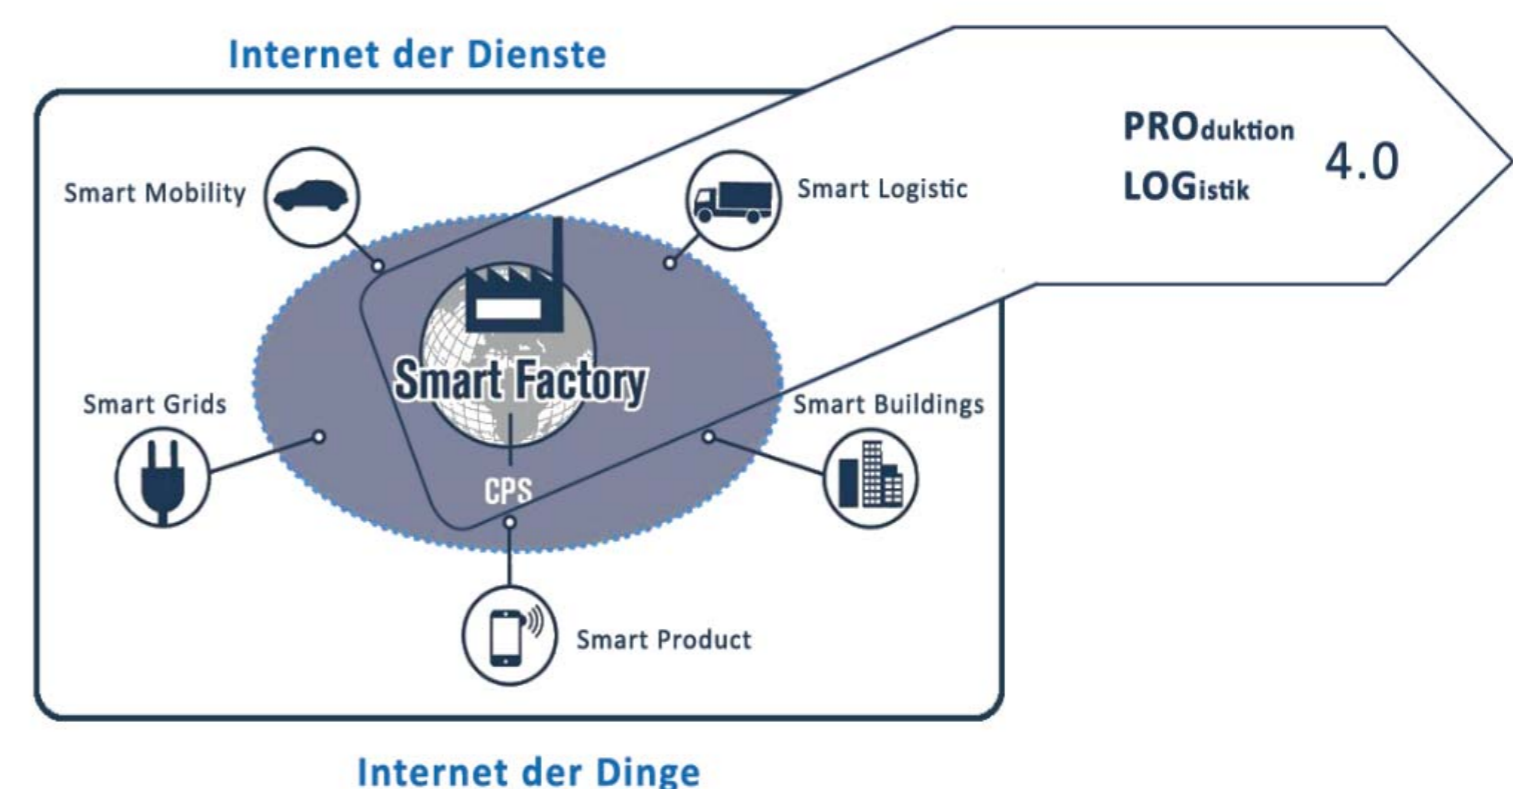 Internet der Dienste
PROduktion
LOGistik
4.0
Smart Mobility
Smart Logistic
Smart Factory
Smart Grids
Smart Buildings
CPS
Smart Product
Internet der Dinge